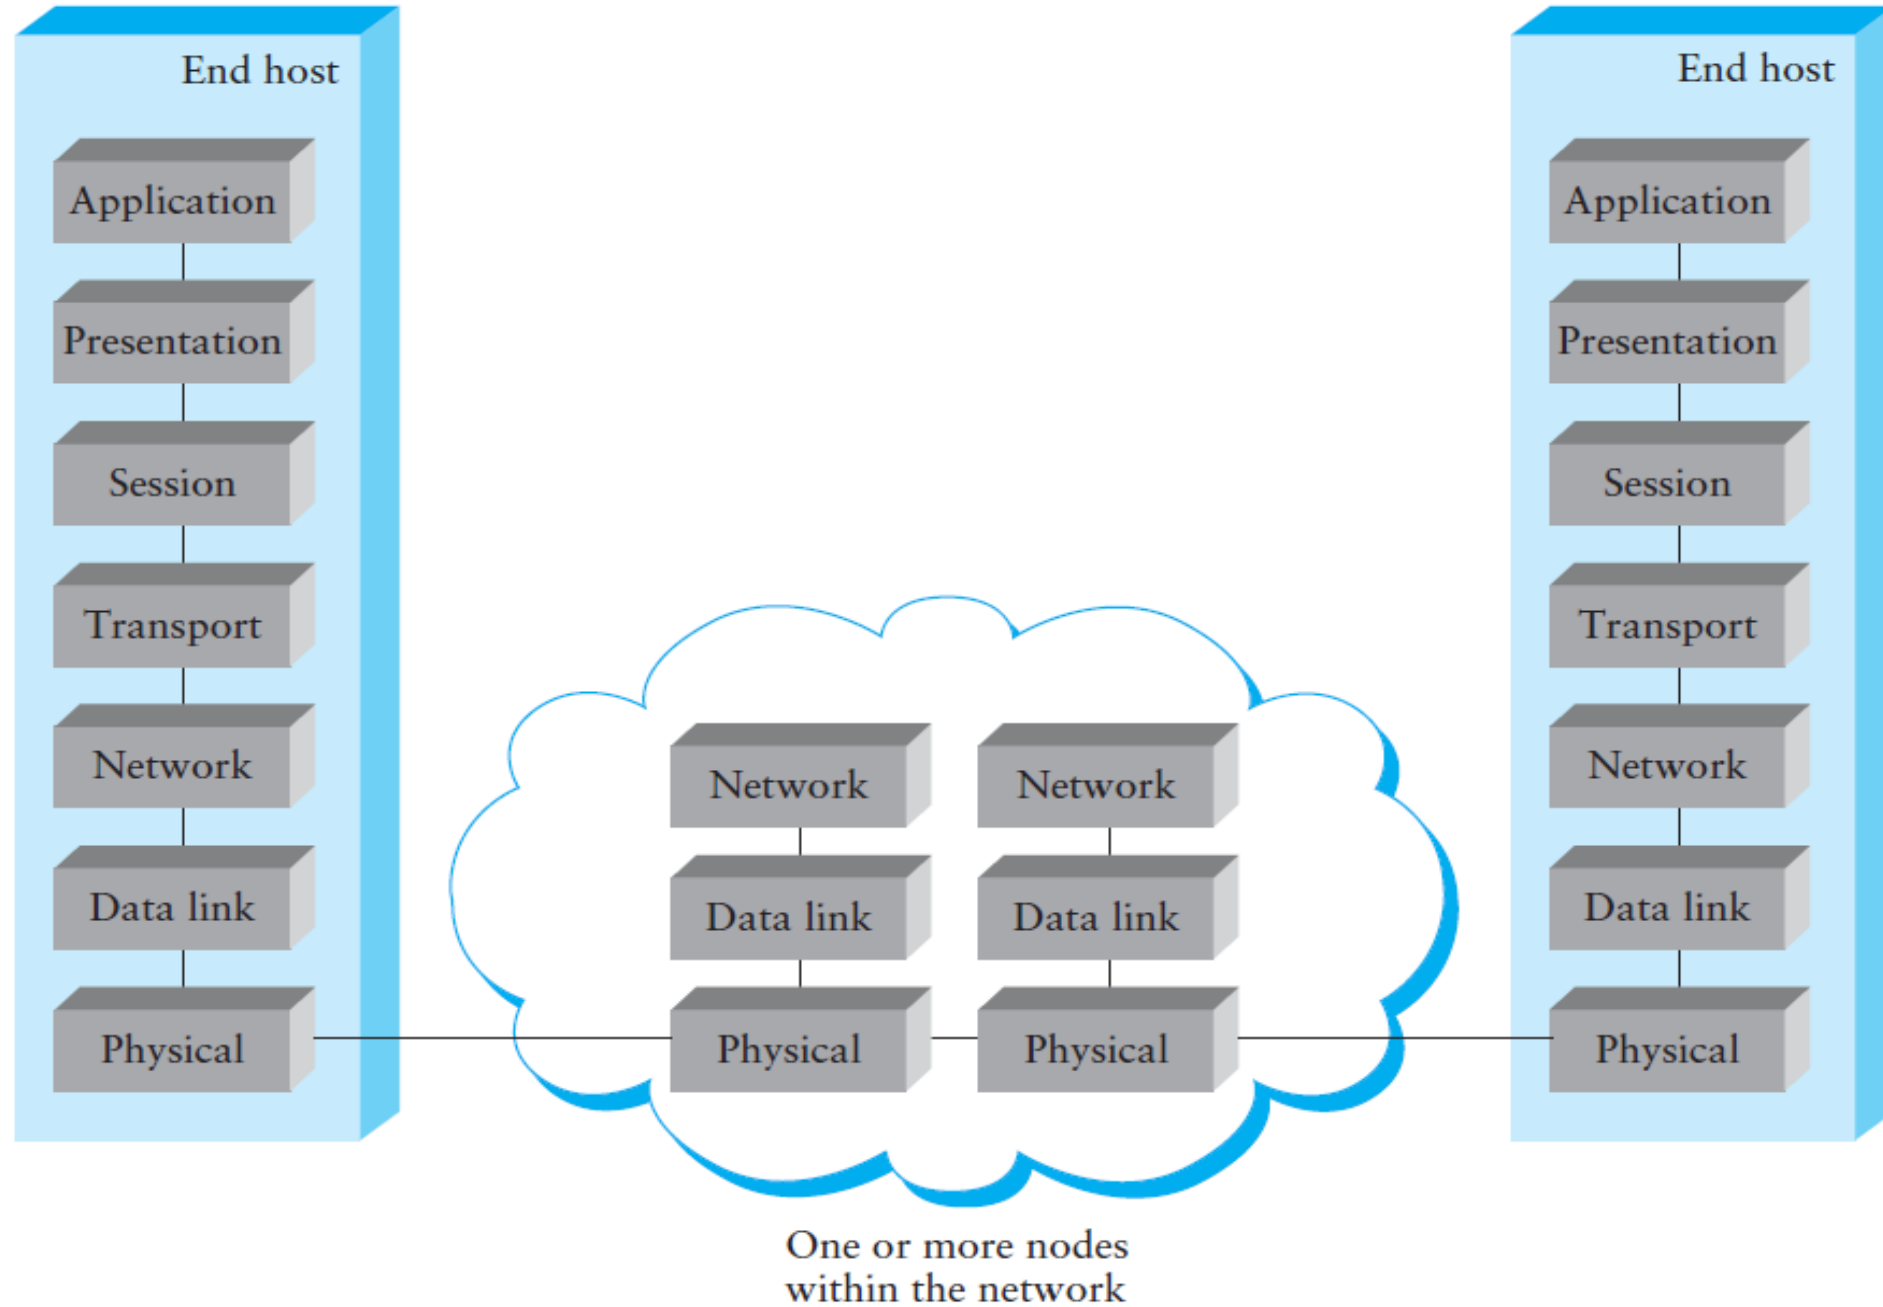 End host
Application
Presentation
Session
Transport
Network
Data link
Physical
Network
Data link
Physical
Network
Data link
Physical
One or more nodes
within the network
End host
Application
Presentation
Session
Transport
Network
Data link
Physical